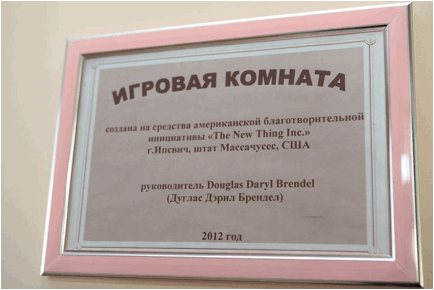 ИГРОВАЯ КОМНАТА
создана на средства американской благотворительной
инициативы «The New Thing Inc.»
г.Ипсвич, штат Массачусес, США
руководитель Douglas Daryl Brendel
(Дуглас Дэрил Брендел)
2012 год